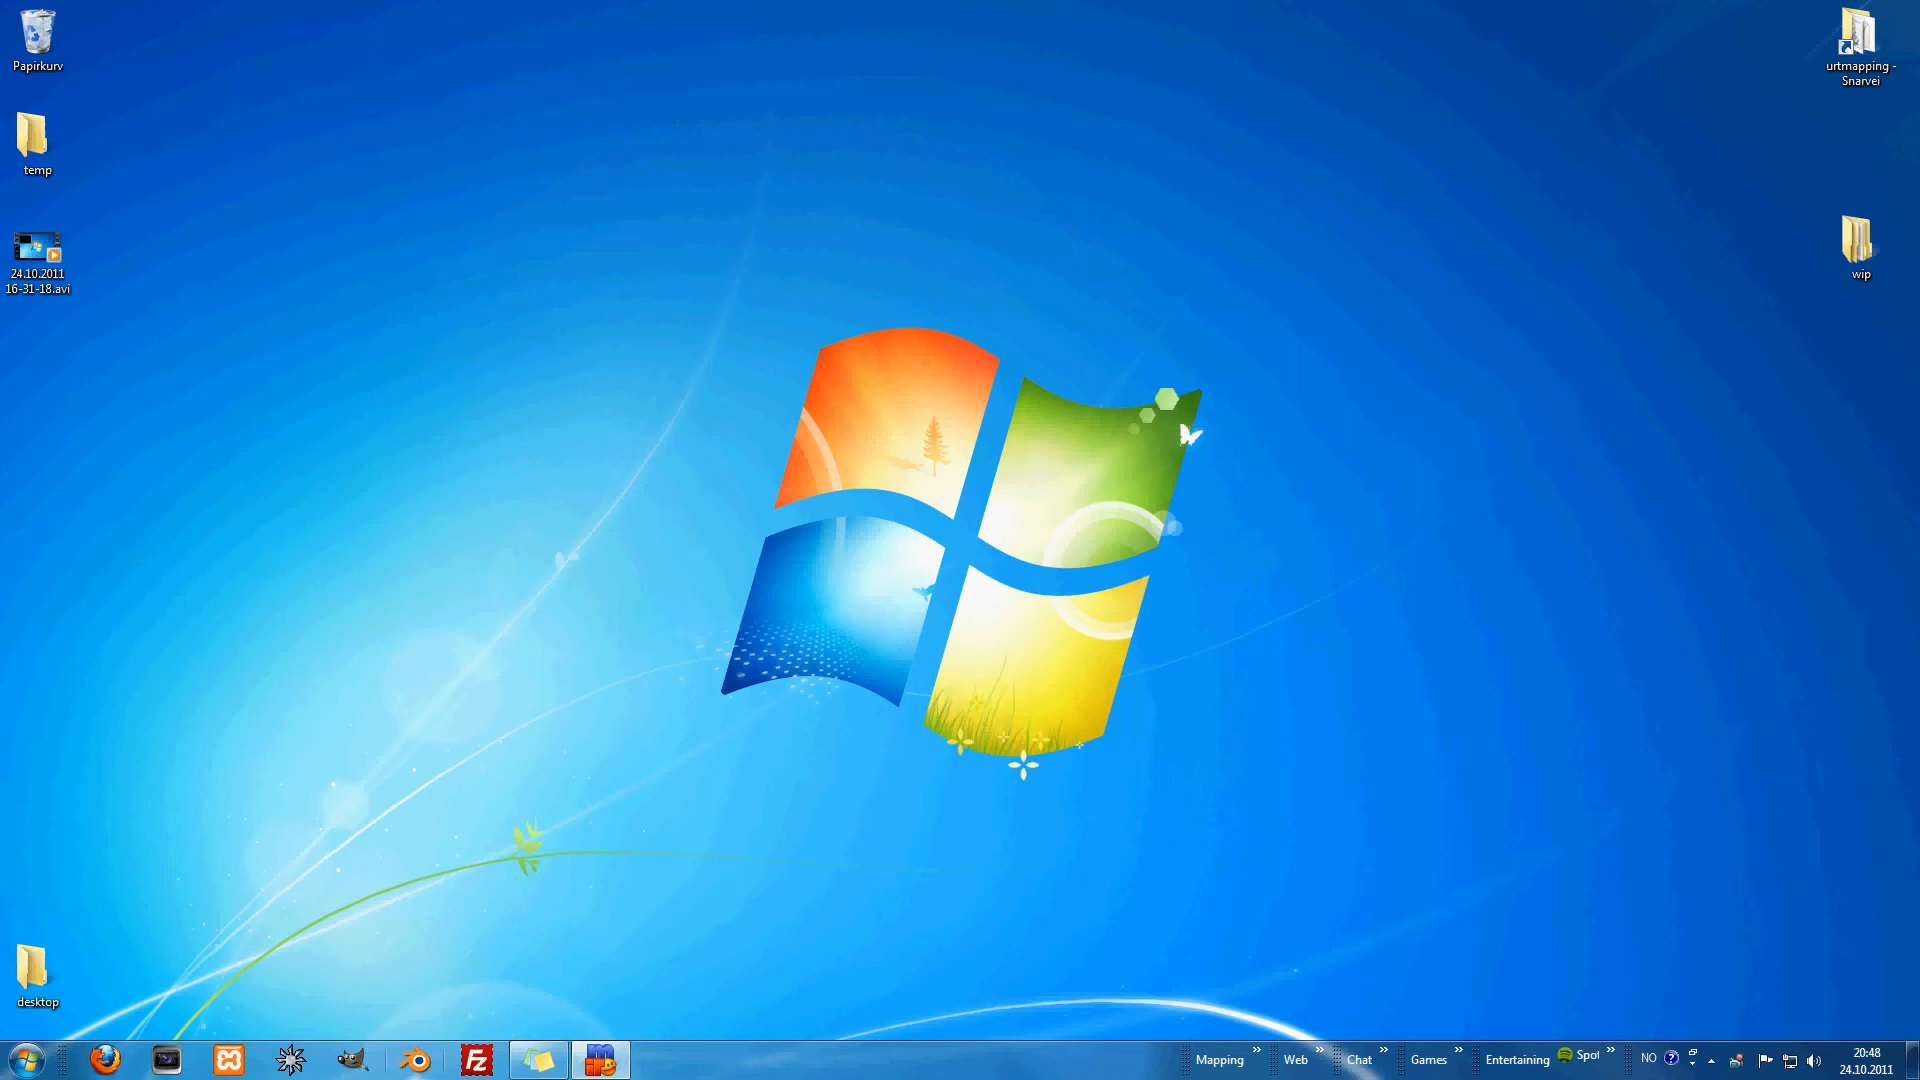 Papirkurv
temp
24.10.2011
16-31-18.avi
desktop
urtmapping -
Snarvei
wip
Fz
Mapping
Web
Chat
Games
Entertaining
Spot
NO
20:48
24.10.2011